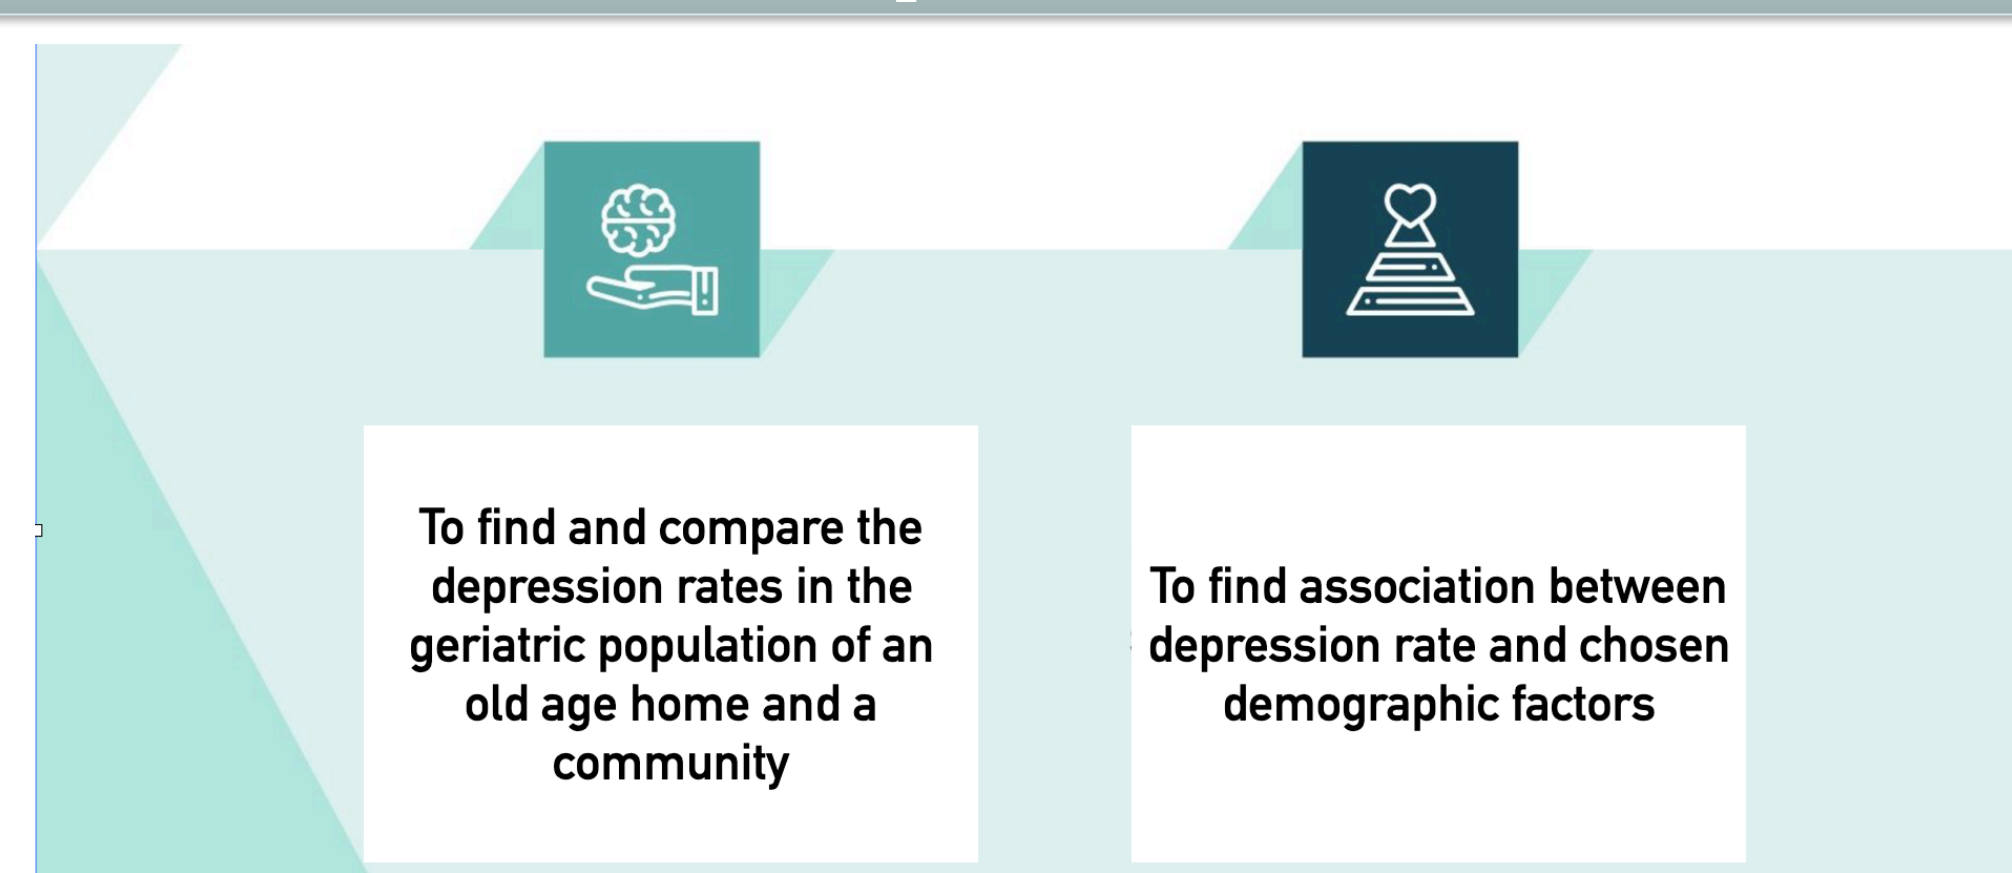 To find and compare the
depression rates in the
geriatric population of an
old age home and a
community
To find association between
depression rate and chosen
demographic factors